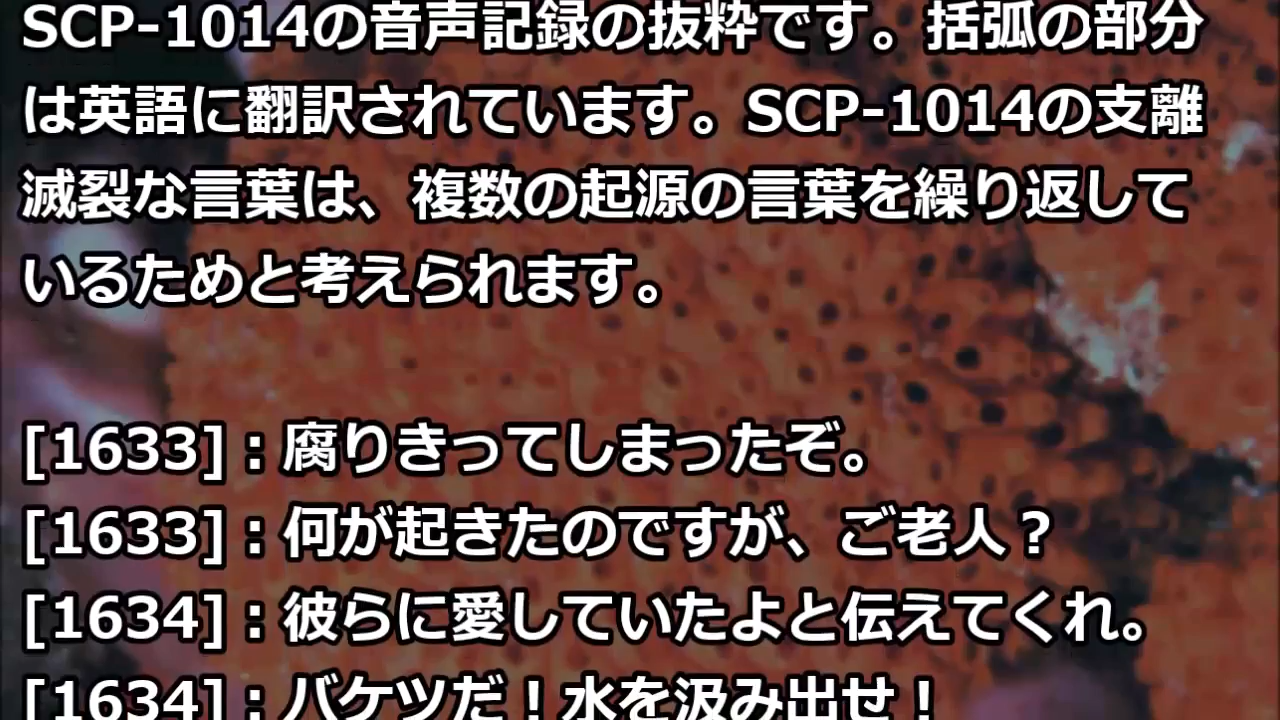 SCP-1014の音声記録の抜粋です。括弧の部分
は英語に翻訳されています。SCP-1014の支離
滅裂な言葉は、複数の起源の言葉を繰り返して
いるためと考えられます。
[1633]：腐りきってしまったぞ。
[1633]：何が起きたのですが、ご老人？
[1634]：彼らに愛していたよと伝えてくれ。
[1634]：バケツだ！水を汲み出せ！